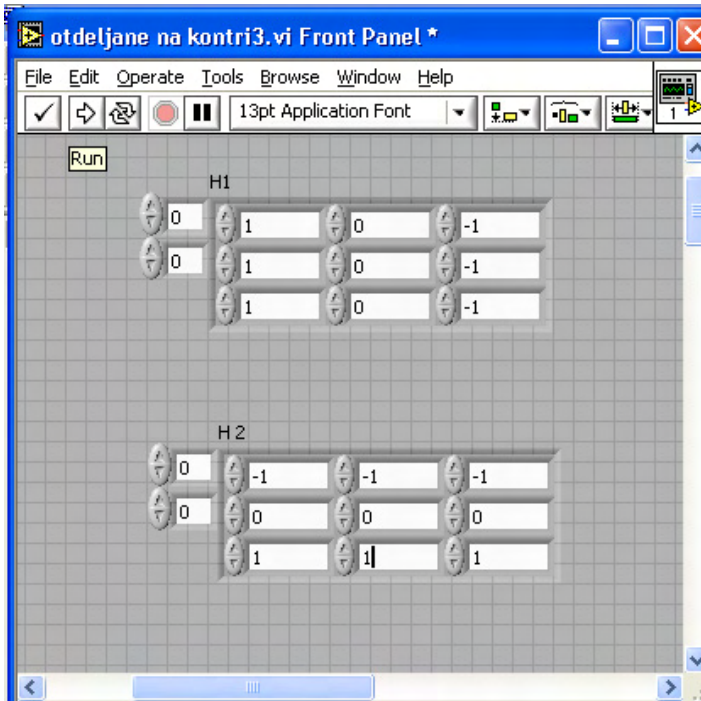 otdeljane na kontri3.vi Front Panel *
File Edit Operate Tools Browse Window Help
13pt Application Font
1
Run
H1
0
1 0 -1
0
1 0 -1
1 0 -1
H 2
0
-1 -1 -1
0
0 0 0
1 1 1